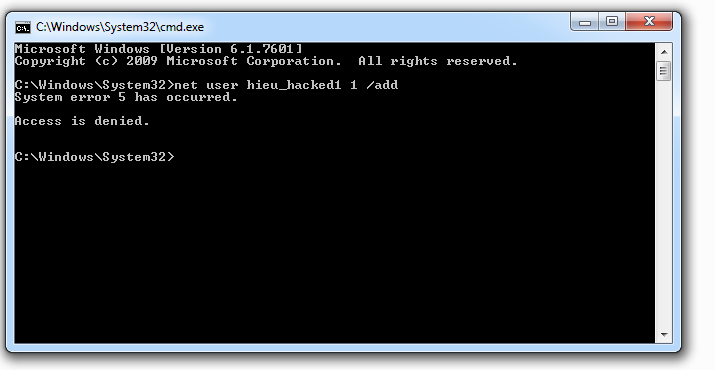 C:\Windows\System32\cmd.exe
Microsoft Windows [Version 6.1.7601]
Copyright (c) 2009 Microsoft Corporation.  All rights reserved.
C:\Windows\System32>net user hieu_hacked1 1 /add
System error 5 has occurred.
Access is denied.
C:\Windows\System32>